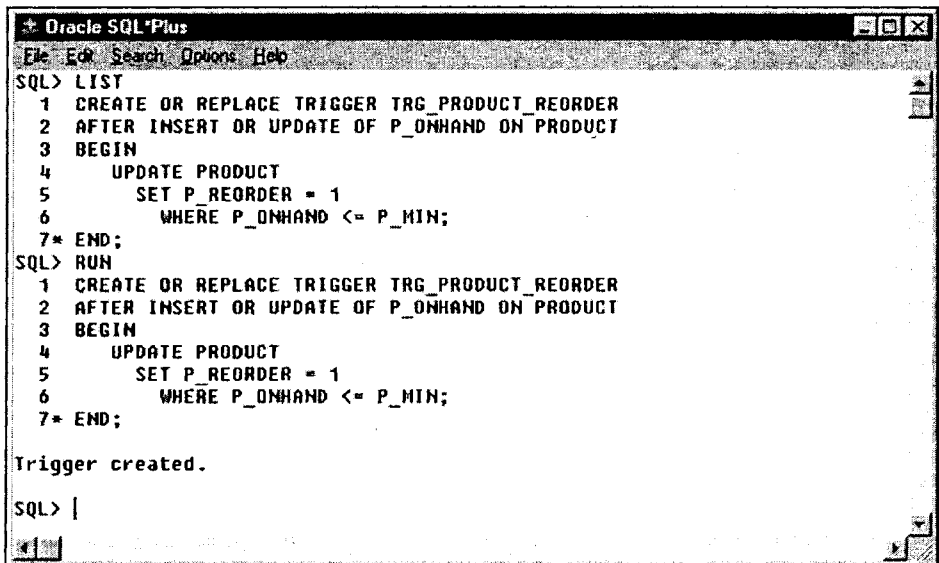 Oracle SQL*Plus
File Edit Search Options Help
SQL> LIST
1 CREATE OR REPLACE TRIGGER TRG_PRODUCT_REORDER
2 AFTER INSERT OR UPDATE OF P_ONHAND ON PRODUCT
3 BEGIN
4 UPDATE PRODUCT
5 SET P_REORDER = 1
6 WHERE P_ONHAND <= P_MIN;
7* END;
SQL> RUN
1 CREATE OR REPLACE TRIGGER TRG_PRODUCT_REORDER
2 AFTER INSERT OR UPDATE OF P_ONHAND ON PRODUCT
3 BEGIN
4 UPDATE PRODUCT
5 SET P_REORDER = 1
6 WHERE P_ONHAND <= P_MIN;
7* END;
Trigger created.
SQL>